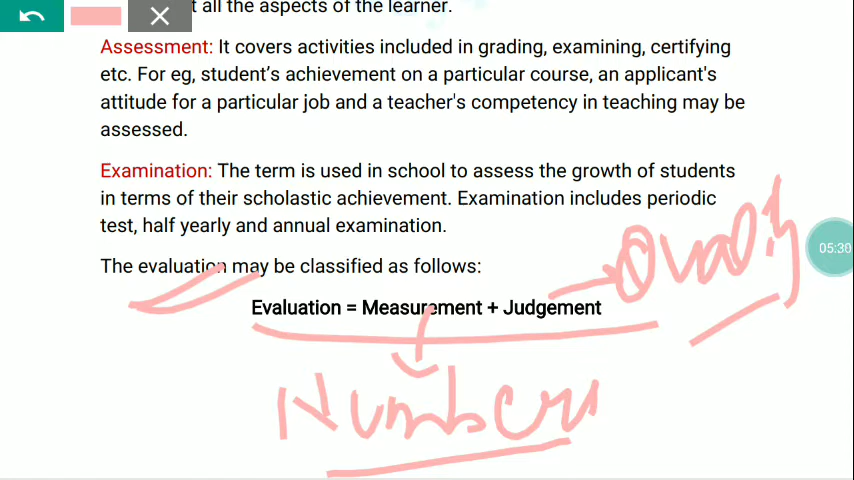 t all the aspects of the learner.
Assessment: It covers activities included in grading, examining, certifying
etc. For eg, student's achievement on a particular course, an applicant's
attitude for a particular job and a teacher's competency in teaching may be
assessed.
Examination: The term is used in school to assess the growth of students
in terms of their scholastic achievement. Examination includes periodic
test, half yearly and annual examination.
05:30
The evaluation may be classified as follows:
Evaluation = Measurement + Judgement
Numbers